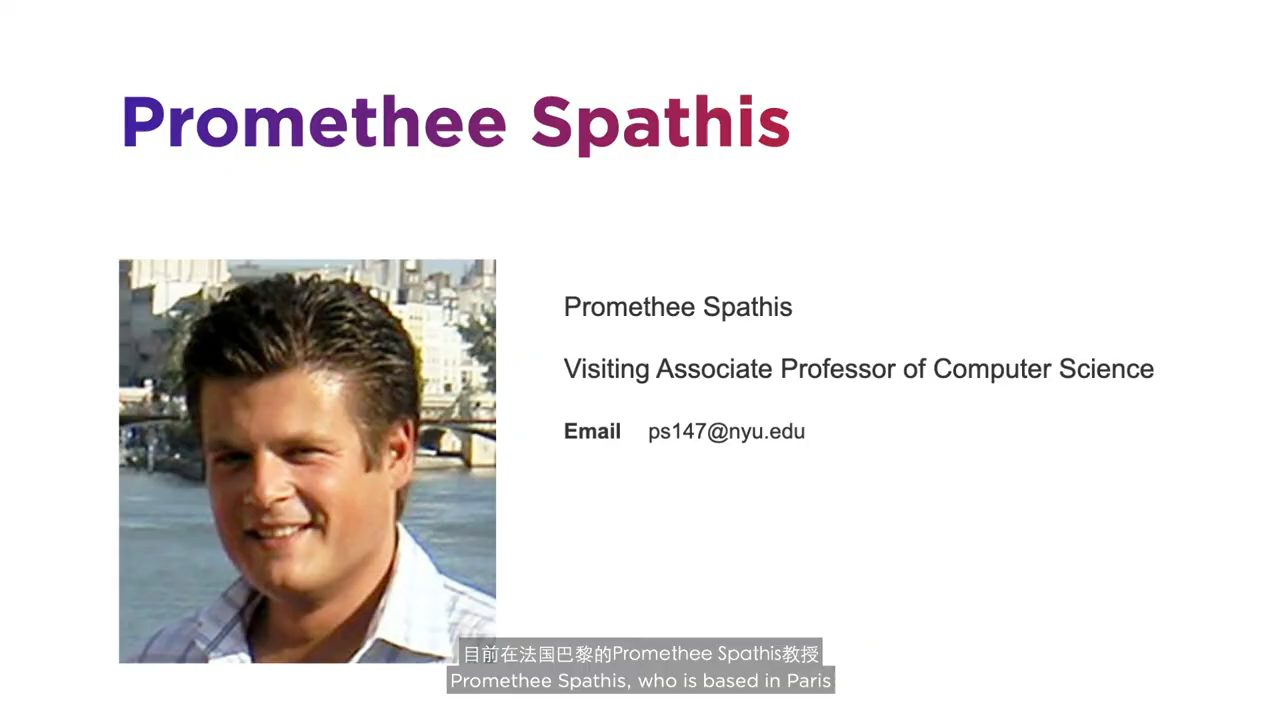 Promethee Spathis
Promethee Spathis
Visiting Associate Professor of Computer Science
Email ps147@nyu.edu
目前在法国巴黎的Promethee Spathis教授
Promethee Spathis, who is based in Paris